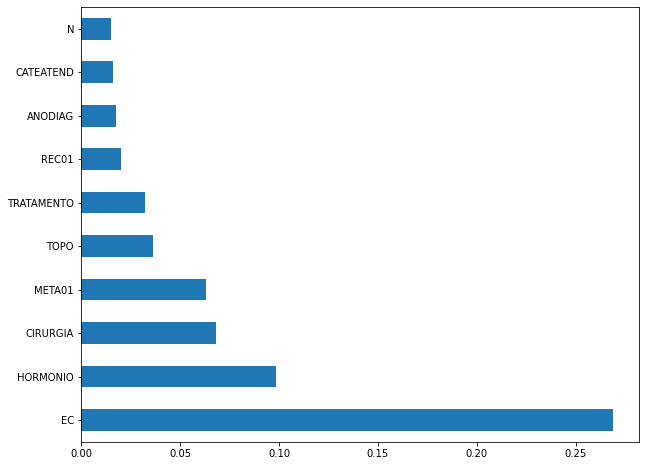 N
CATEATEND
ANODIAG
REC01
TRATAMENTO
TOPO
META01
CIRURGIA
HORMONIO
EC
0.00 0.05 0.10 0.15 0.20 0.25